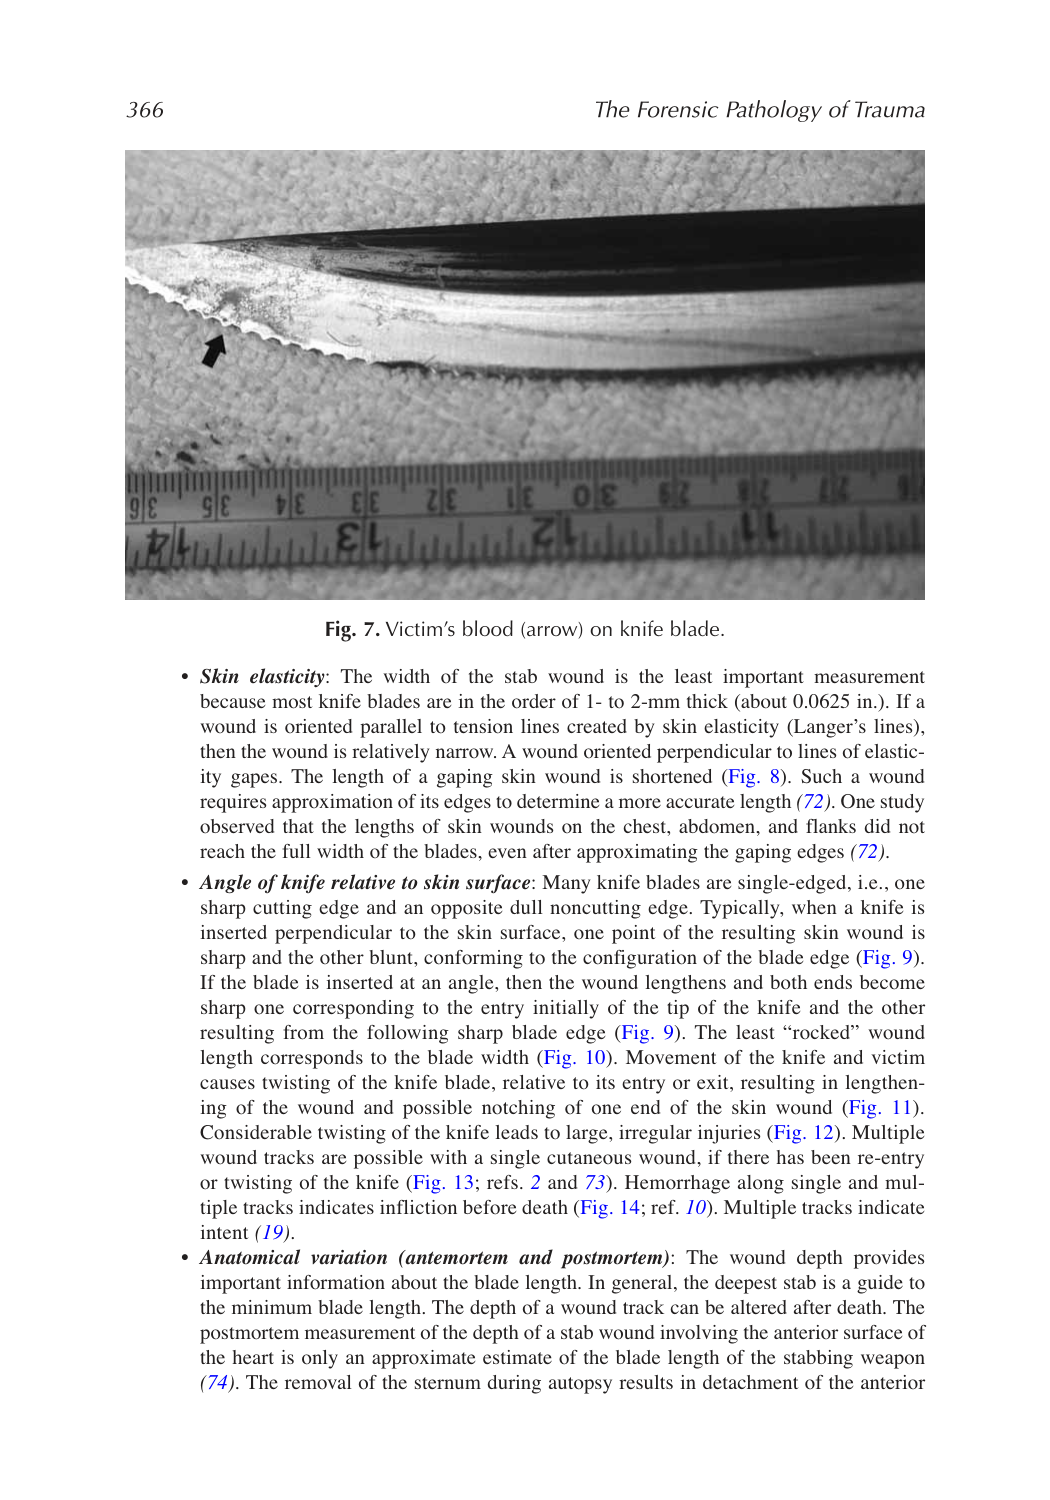 366
The Forensic Pathology of Trauma
36 35 34 33 32 31 30 29 28 27 26
14 13 12 11
Fig. 7. Victim’s blood (arrow) on knife blade.
• Skin elasticity: The width of the stab wound is the least important measurement
because most knife blades are in the order of 1- to 2-mm thick (about 0.0625 in.). If a
wound is oriented parallel to tension lines created by skin elasticity (Langer’s lines),
then the wound is relatively narrow. A wound oriented perpendicular to lines of elastic-
ity gapes. The length of a gaping skin wound is shortened (Fig. 8). Such a wound
requires approximation of its edges to determine a more accurate length (72). One study
observed that the lengths of skin wounds on the chest, abdomen, and flanks did not
reach the full width of the blades, even after approximating the gaping edges (72).
• Angle of knife relative to skin surface: Many knife blades are single-edged, i.e., one
sharp cutting edge and an opposite dull noncutting edge. Typically, when a knife is
inserted perpendicular to the skin surface, one point of the resulting skin wound is
sharp and the other blunt, conforming to the configuration of the blade edge (Fig. 9).
If the blade is inserted at an angle, then the wound lengthens and both ends become
sharp one corresponding to the entry initially of the tip of the knife and the other
resulting from the following sharp blade edge (Fig. 9). The least “rocked” wound
length corresponds to the blade width (Fig. 10). Movement of the knife and victim
causes twisting of the knife blade, relative to its entry or exit, resulting in lengthen-
ing of the wound and possible notching of one end of the skin wound (Fig. 11).
Considerable twisting of the knife leads to large, irregular injuries (Fig. 12). Multiple
wound tracks are possible with a single cutaneous wound, if there has been re-entry
or twisting of the knife (Fig. 13; refs. 2 and 73). Hemorrhage along single and mul-
tiple tracks indicates infliction before death (Fig. 14; ref. 10). Multiple tracks indicate
intent (19).
• Anatomical variation (antemortem and postmortem): The wound depth provides
important information about the blade length. In general, the deepest stab is a guide to
the minimum blade length. The depth of a wound track can be altered after death. The
postmortem measurement of the depth of a stab wound involving the anterior surface of
the heart is only an approximate estimate of the blade length of the stabbing weapon
(74). The removal of the sternum during autopsy results in detachment of the anterior